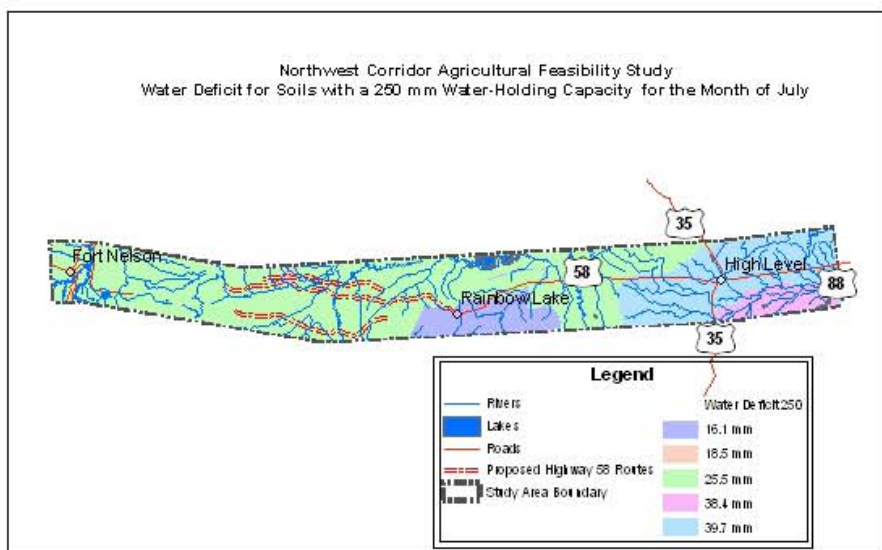 Northwest Corridor Agricultural Feasibility Study
Water Deficit for Soils with a 250 mm Water-Holding Capacity for the Month of July
35
Fort Nelson
58
High Level
88
Rainbow Lake
35
Legend
Rivers
Lakes
Roads
Proposed Highway 58 Routes
Study Area Boundary
Water Deficit 250
16.1 mm
18.5 mm
25.5 mm
38.4 mm
39.7 mm